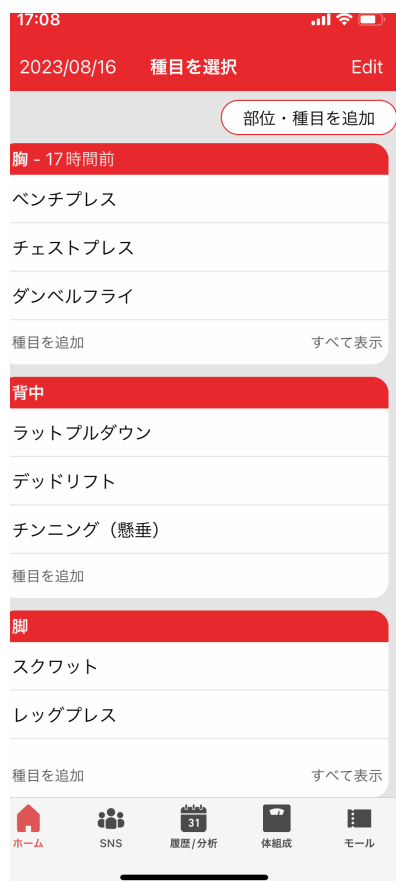 17:08
2023/08/16 種目を選択 Edit
部位・種目を追加
胸 - 17時間前
ベンチプレス
チェストプレス
ダンベルフライ
種目を追加 すべて表示
背中
ラットプルダウン
デッドリフト
チンニング（懸垂）
種目を追加
脚
スクワット
レッグプレス
種目を追加 すべて表示
31
ホーム SNS 履歴/分析 体組成 モール